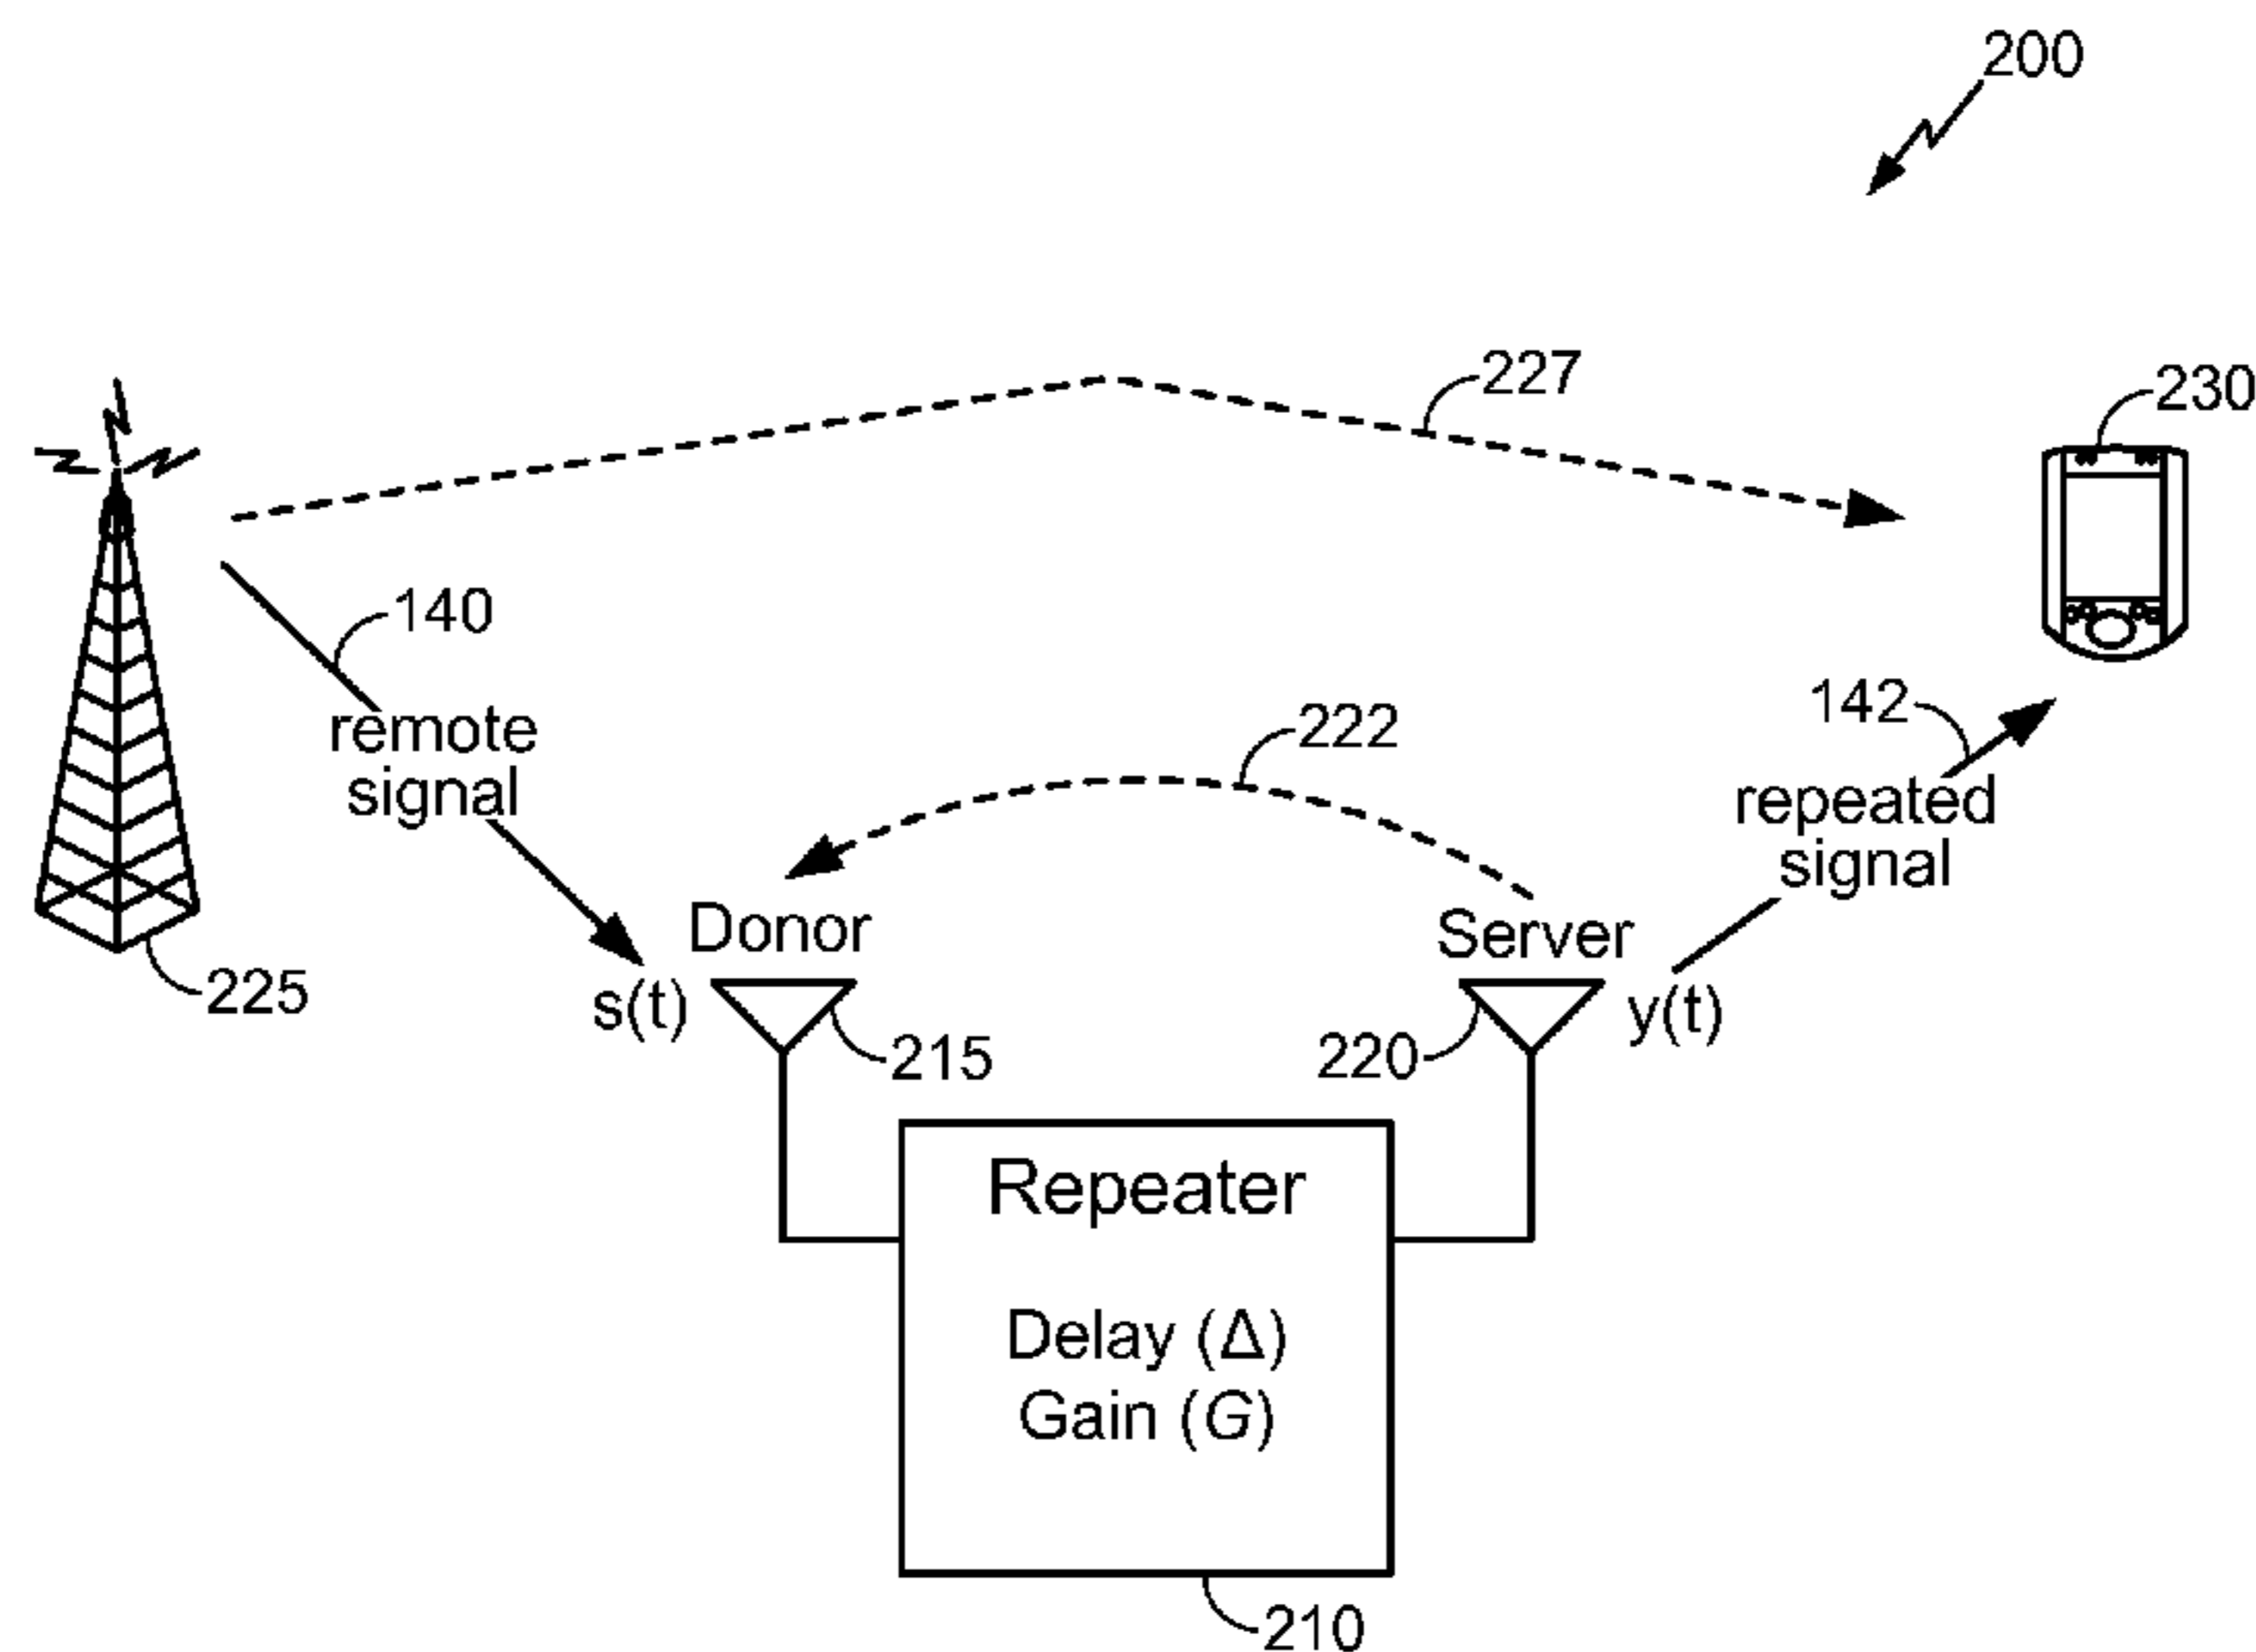 200
227
230
140
remote
signal
142
222
repeated
signal
Donor
Server
225
s(t)
215
220
y(t)
Repeater
Delay (Δ)
Gain (G)
210